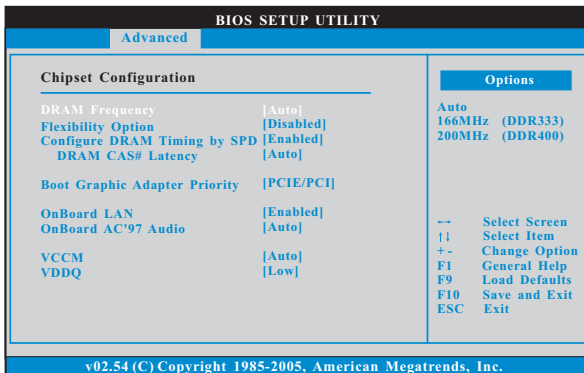 BIOS SETUP UTILITY
Advanced
Chipset Configuration
DRAM Frequency [Auto]
Flexibility Option [Disabled]
Configure DRAM Timing by SPD [Enabled]
DRAM CAS# Latency [Auto]
Boot Graphic Adapter Priority [PCIE/PCI]
OnBoard LAN [Enabled]
OnBoard AC'97 Audio [Auto]
VCCM [Auto]
VDDQ [Low]
Options
Auto
166MHz (DDR333)
200MHz (DDR400)
←→ Select Screen
↑↓ Select Item
+- Change Option
F1 General Help
F9 Load Defaults
F10 Save and Exit
ESC Exit
v02.54 (C) Copyright 1985-2005, American Megatrends, Inc.